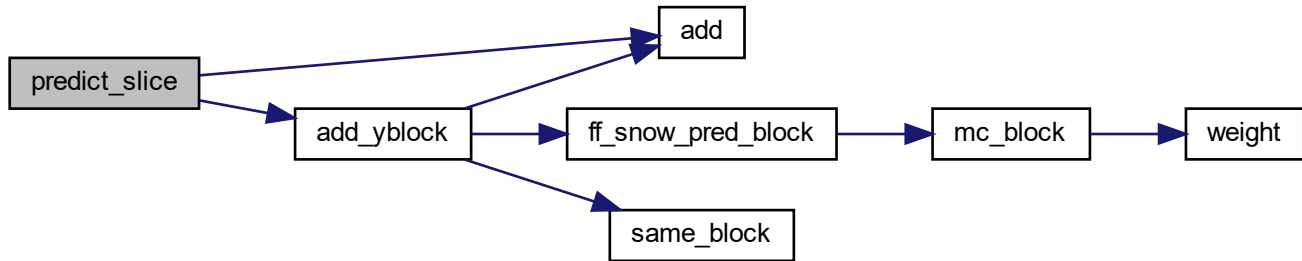 predict_slice
add
add_yblock
ff_snow_pred_block
mc_block
weight
same_block